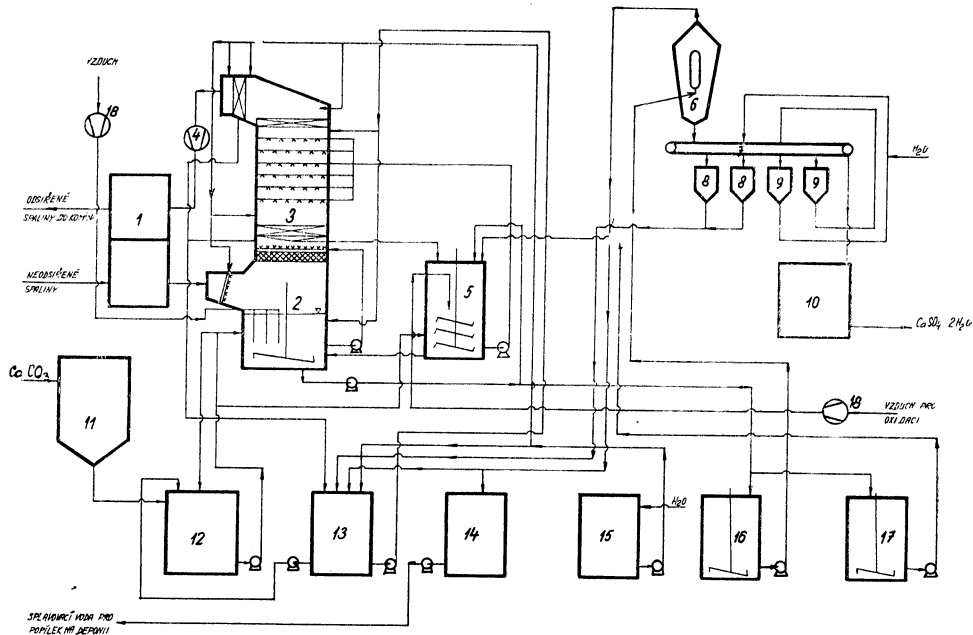 VZDUCH
18
4
6
H₂O
8
8
9
9
ODSÍŘENÉ
SPALINY DO KOMÍN.
1
3
NEODSÍŘENÉ
SPALINY
2
5
10
CaSO₄ 2H₂O
CaCO₃
11
18
VZDUCH PRO
OXIDACI
12
13
14
15
H₂O
16
17
SPLAVOVACÍ VODA PRO
POPÍLEK NA DEPONII